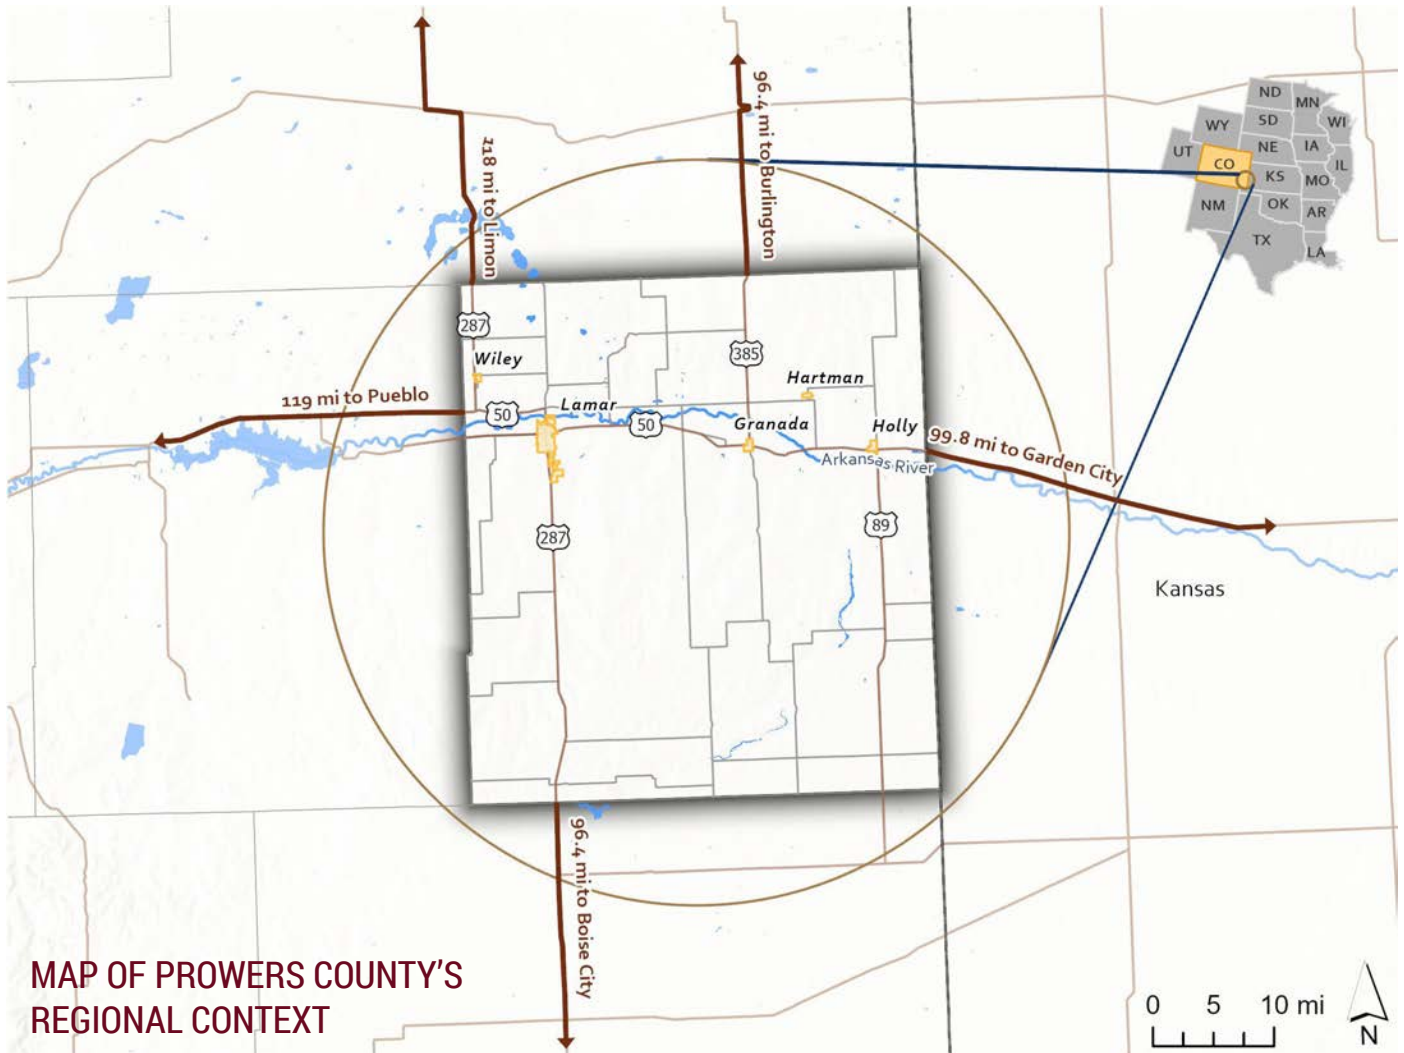 96.4 mi to Burlington
118 mi to Limon
ND
MN
WY
SD
WI
UT
NE
IA
CO
IL
KS
MO
NM
OK
AR
TX
LA
287
385
Wiley
Hartman
119 mi to Pueblo
50
Lamar
50
Granada
Holly
99.8 mi to Garden City
Arkansas River
287
89
Kansas
96.4 mi to Boise City
MAP OF PROWERS COUNTY'S
REGIONAL CONTEXT
0 5 10 mi
N